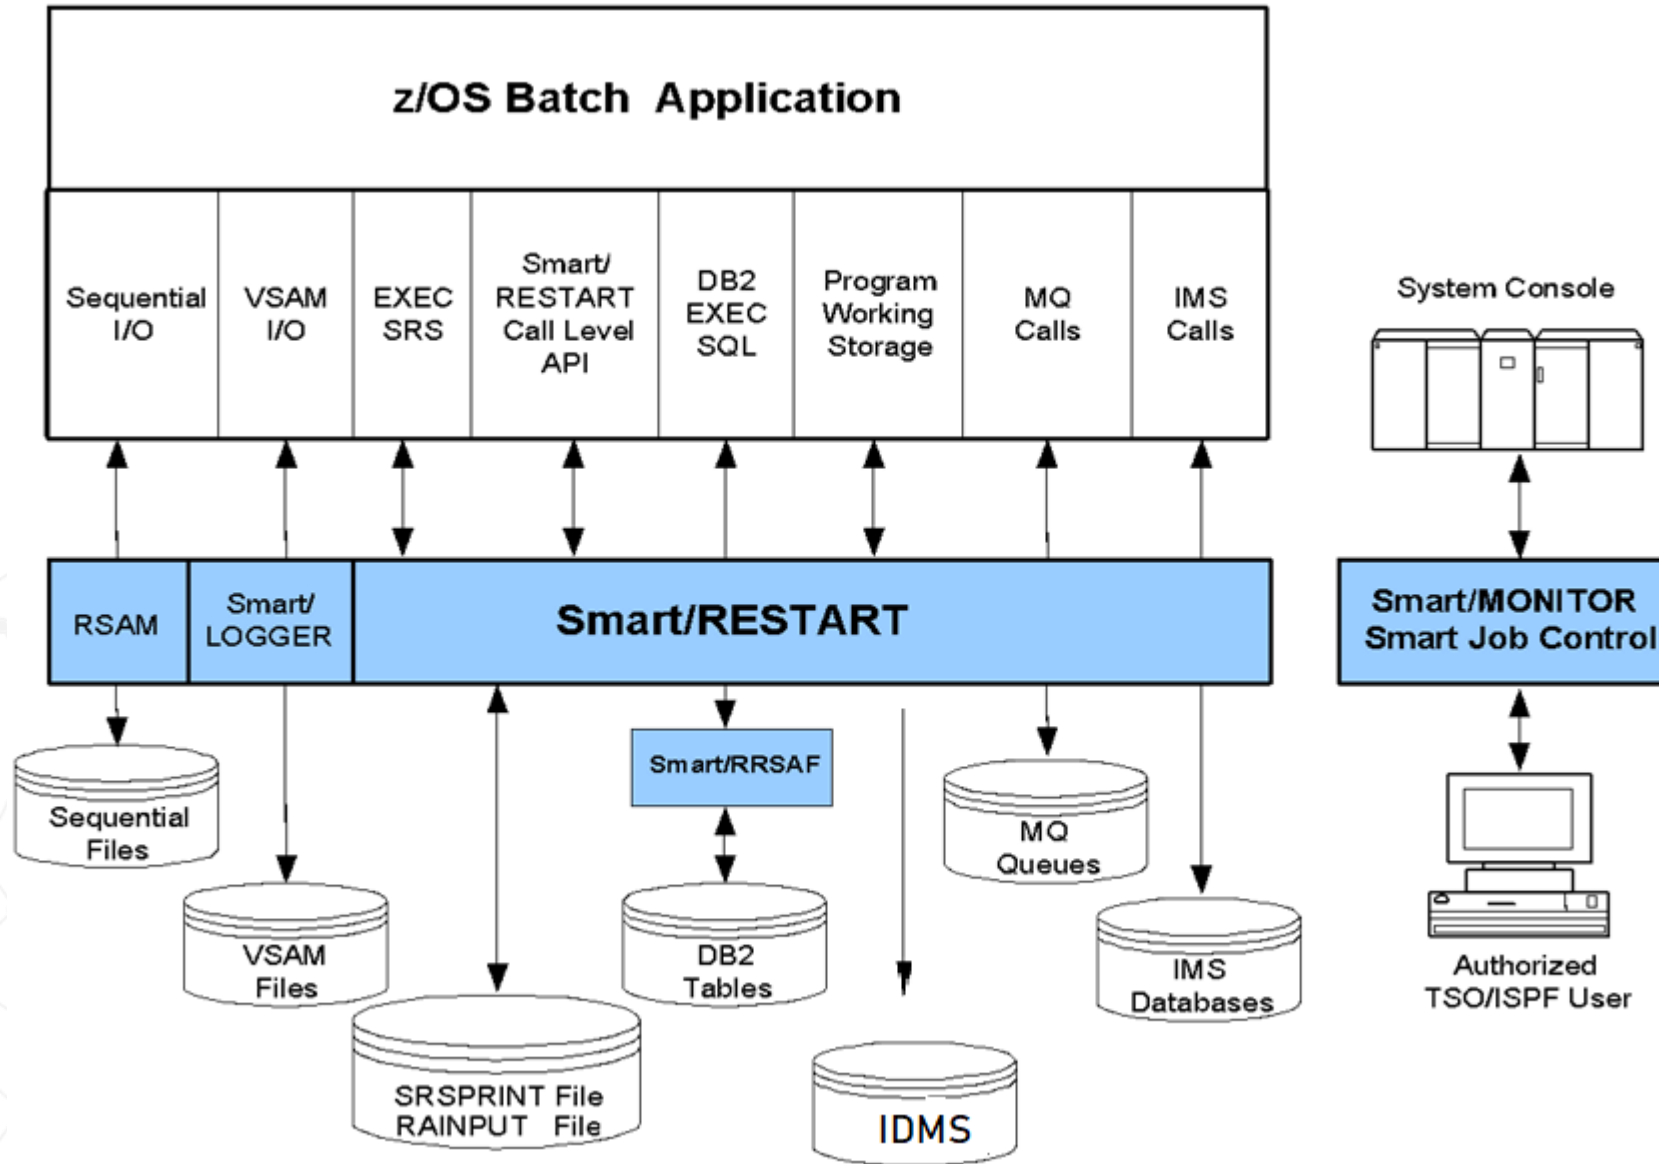 z/OS Batch Application
Sequential
I/O
VSAM
I/O
EXEC
SRS
Smart/
RESTART
Call Level
API
DB2
EXEC
SQL
Program
Working
Storage
MQ
Calls
IMS
Calls
System Console
RSAM
Smart/
LOGGER
Smart/RESTART
Smart/MONITOR
Smart Job Control
Smart/RRSAF
Sequential
Files
VSAM
Files
SRSPRINT File
RAINPUT File
DB2
Tables
IDMS
MQ
Queues
IMS
Databases
Authorized
TSO/ISPF User